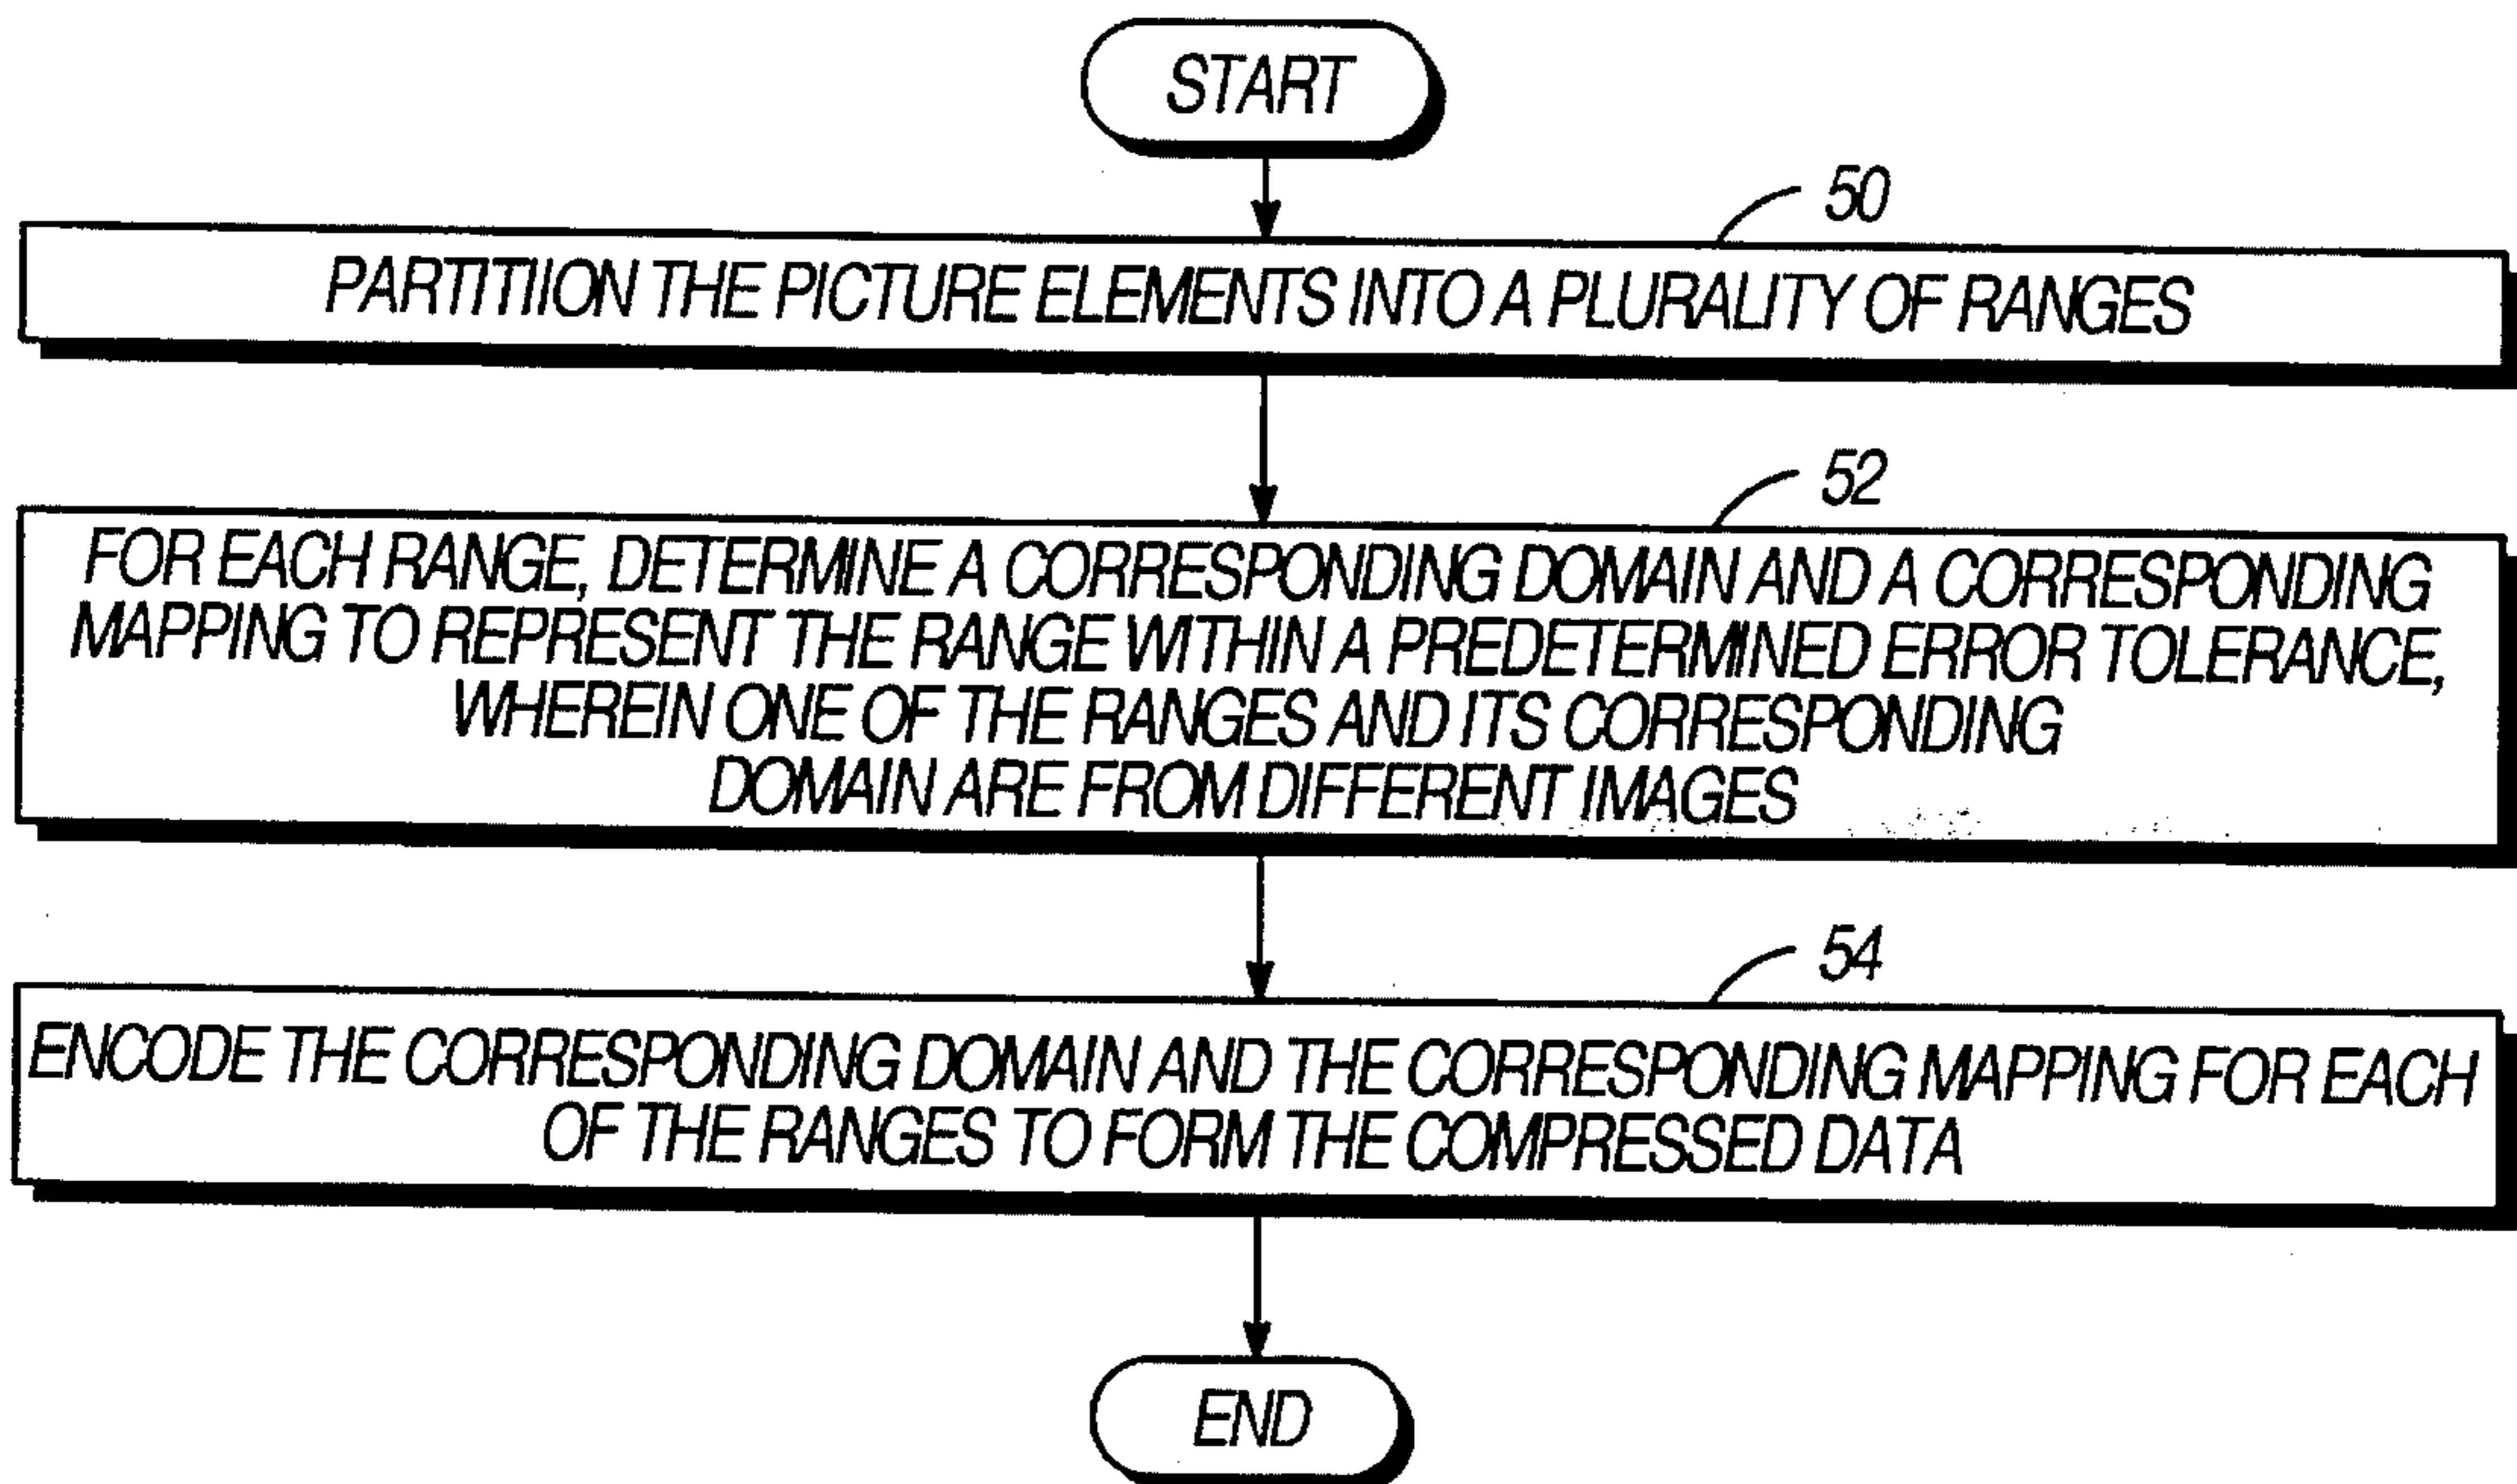 START
50
PARTITIION THE PICTURE ELEMENTS INTO A PLURALITY OF RANGES
52
FOR EACH RANGE, DETERMINE A CORRESPONDING DOMAIN AND A CORRESPONDING
MAPPING TO REPRESENT THE RANGE WITHIN A PREDETERMINED ERROR TOLERANCE,
WHEREIN ONE OF THE RANGES AND ITS CORRESPONDING
DOMAIN ARE FROM DIFFERENT IMAGES
54
ENCODE THE CORRESPONDING DOMAIN AND THE CORRESPONDING MAPPING FOR EACH
OF THE RANGES TO FORM THE COMPRESSED DATA
END